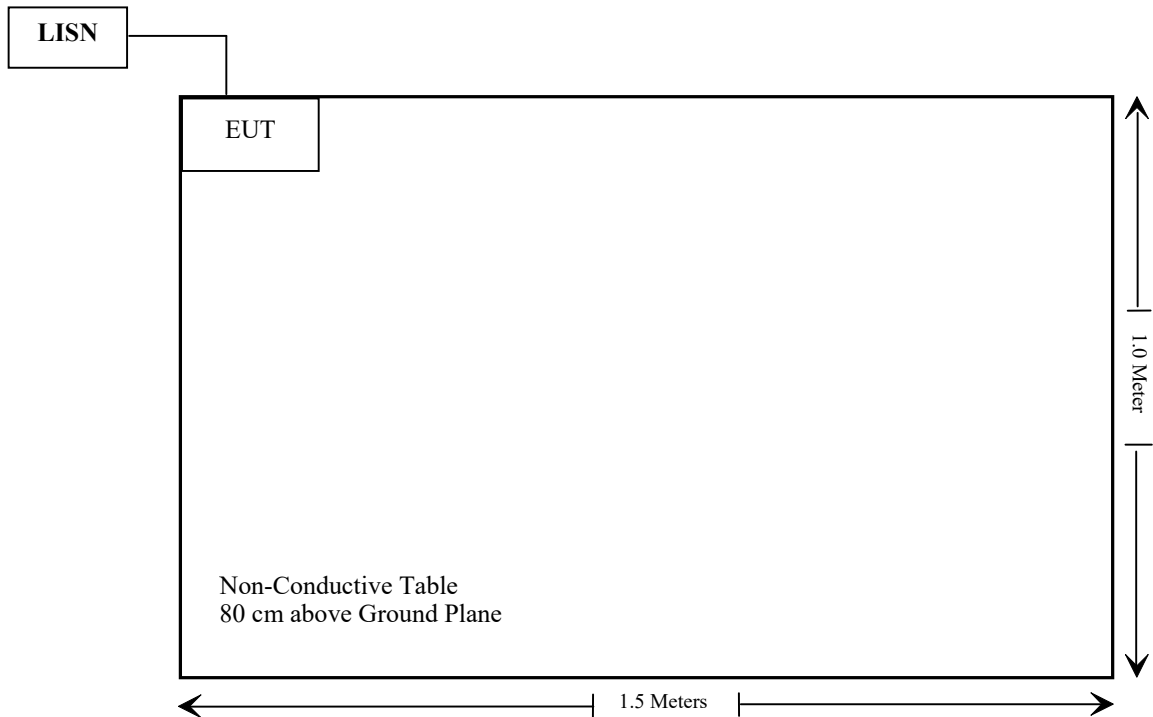 LISN
EUT
1.0 Meter
Non-Conductive Table
80 cm above Ground Plane
1.5 Meters